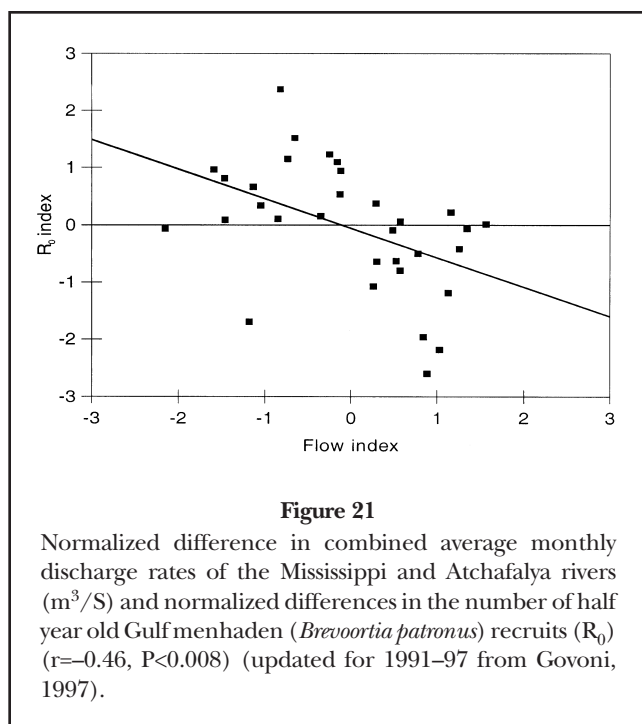 3
2
1
0
-1
-2
-3
R₀ index
-3 -2 -1 0 1 2 3
Flow index
Figure 21
Normalized difference in combined average monthly
discharge rates of the Mississippi and Atchafalya rivers
(m³/S) and normalized differences in the number of half
year old Gulf menhaden (Brevoortia patronus) recruits (R₀)
(r=–0.46, P<0.008) (updated for 1991–97 from Govoni,
1997).